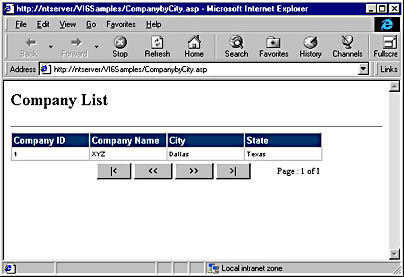 http://ntserver/VI6Samples/CompanybyCity.asp - Microsoft Internet Explorer
File Edit View Go Favorites Help
Back Forward Stop Refresh Home Search Favorites History Channels Fullscre
Address http://ntserver/VI6Samples/CompanybyCity.asp Links
Company List
Company ID Company Name City State
1 XYZ Dallas Texas
|< << >> >| Page : 1 of 1
Local intranet zone